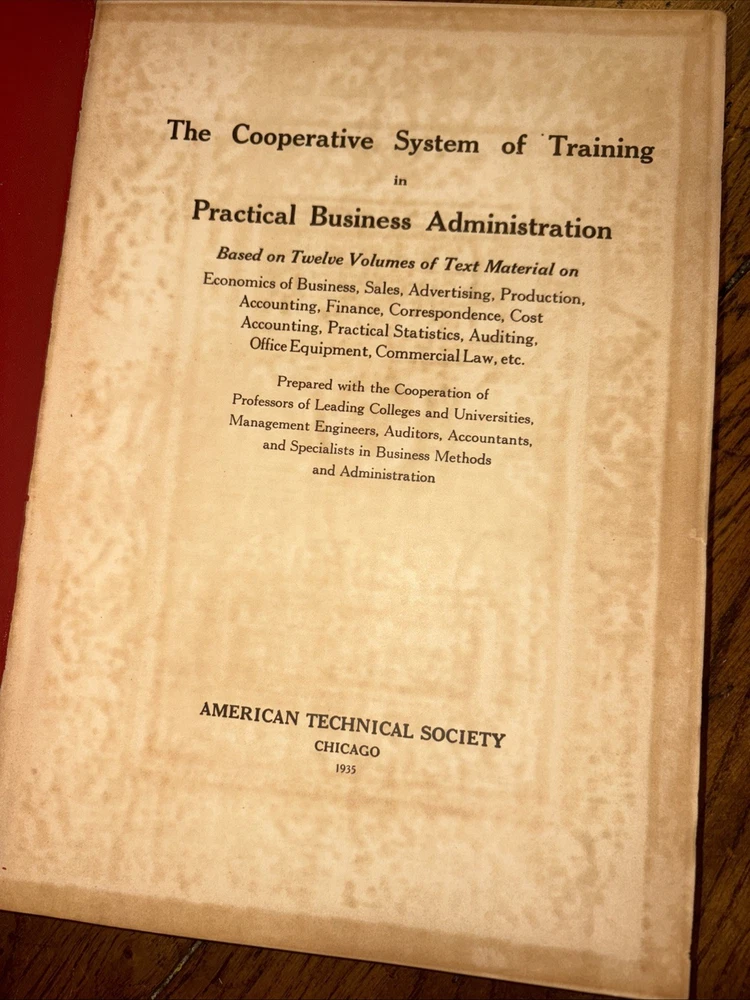 The Cooperative System of Training
in
Practical Business Administration
Based on Twelve Volumes of Text Material on
Economics of Business, Sales, Advertising, Production,
Accounting, Finance, Correspondence, Cost
Accounting, Practical Statistics, Auditing,
Office Equipment, Commercial Law, etc.
Prepared with the Cooperation of
Professors of Leading Colleges and Universities,
Management Engineers, Auditors, Accountants,
and Specialists in Business Methods
and Administration
AMERICAN TECHNICAL SOCIETY
CHICAGO
1935